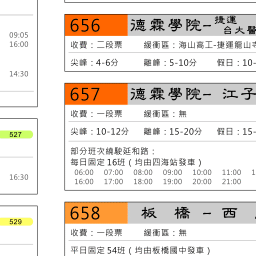 09:05
16:00
14:30
527
16:30
529
656 德霖學院-捷運
台大醫
收費：二段票 緩衝區：海山高工-捷運龍山寺
尖峰：4-6分 離峰：5-10分 假日：10-
657 德霖學院- 江子
收費：一段票 緩衝區：無
尖峰：10-12分 離峰：15-20分 假日：15-
部分班次繞駛延和路：
每日固定16班（均由四海站發車）
06:00 07:00 08:00 09:00 10:00 11:00 1
16:00 17:00 18:00 19:00 20:00 21:00
658 板 橋 - 西
收費：一段票 緩衝區：無
平日固定54班（均由板橋國中發車）